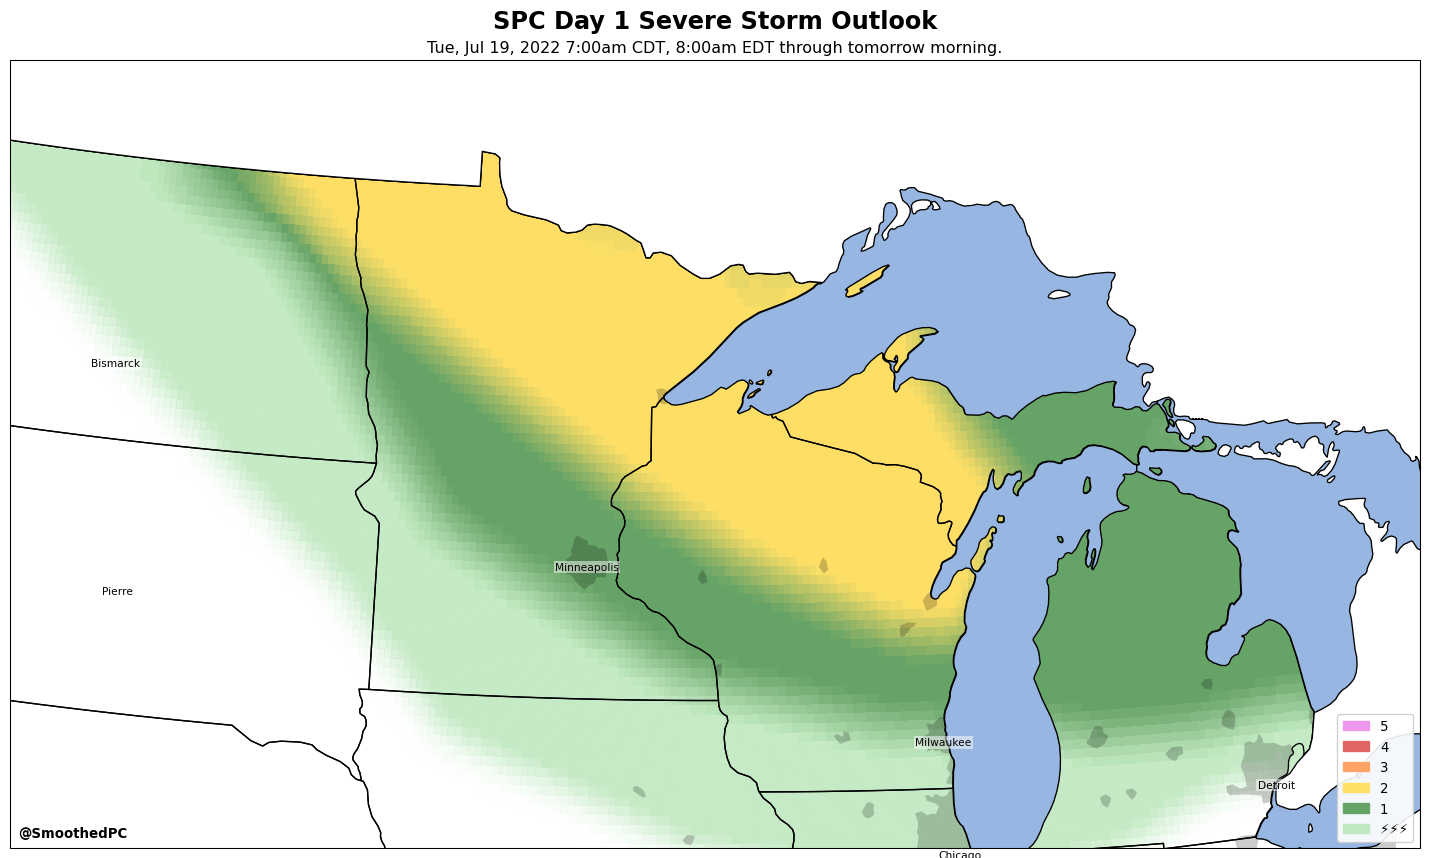 SPC Day 1 Severe Storm Outlook
Tue, Jul 19, 2022 7:00am CDT, 8:00am EDT through tomorrow morning.
Bismarck
Minneapolis
Pierre
Milwaukee
Detroit
Chicago
5
4
3
2
1
⚡⚡⚡
@SmoothedPC